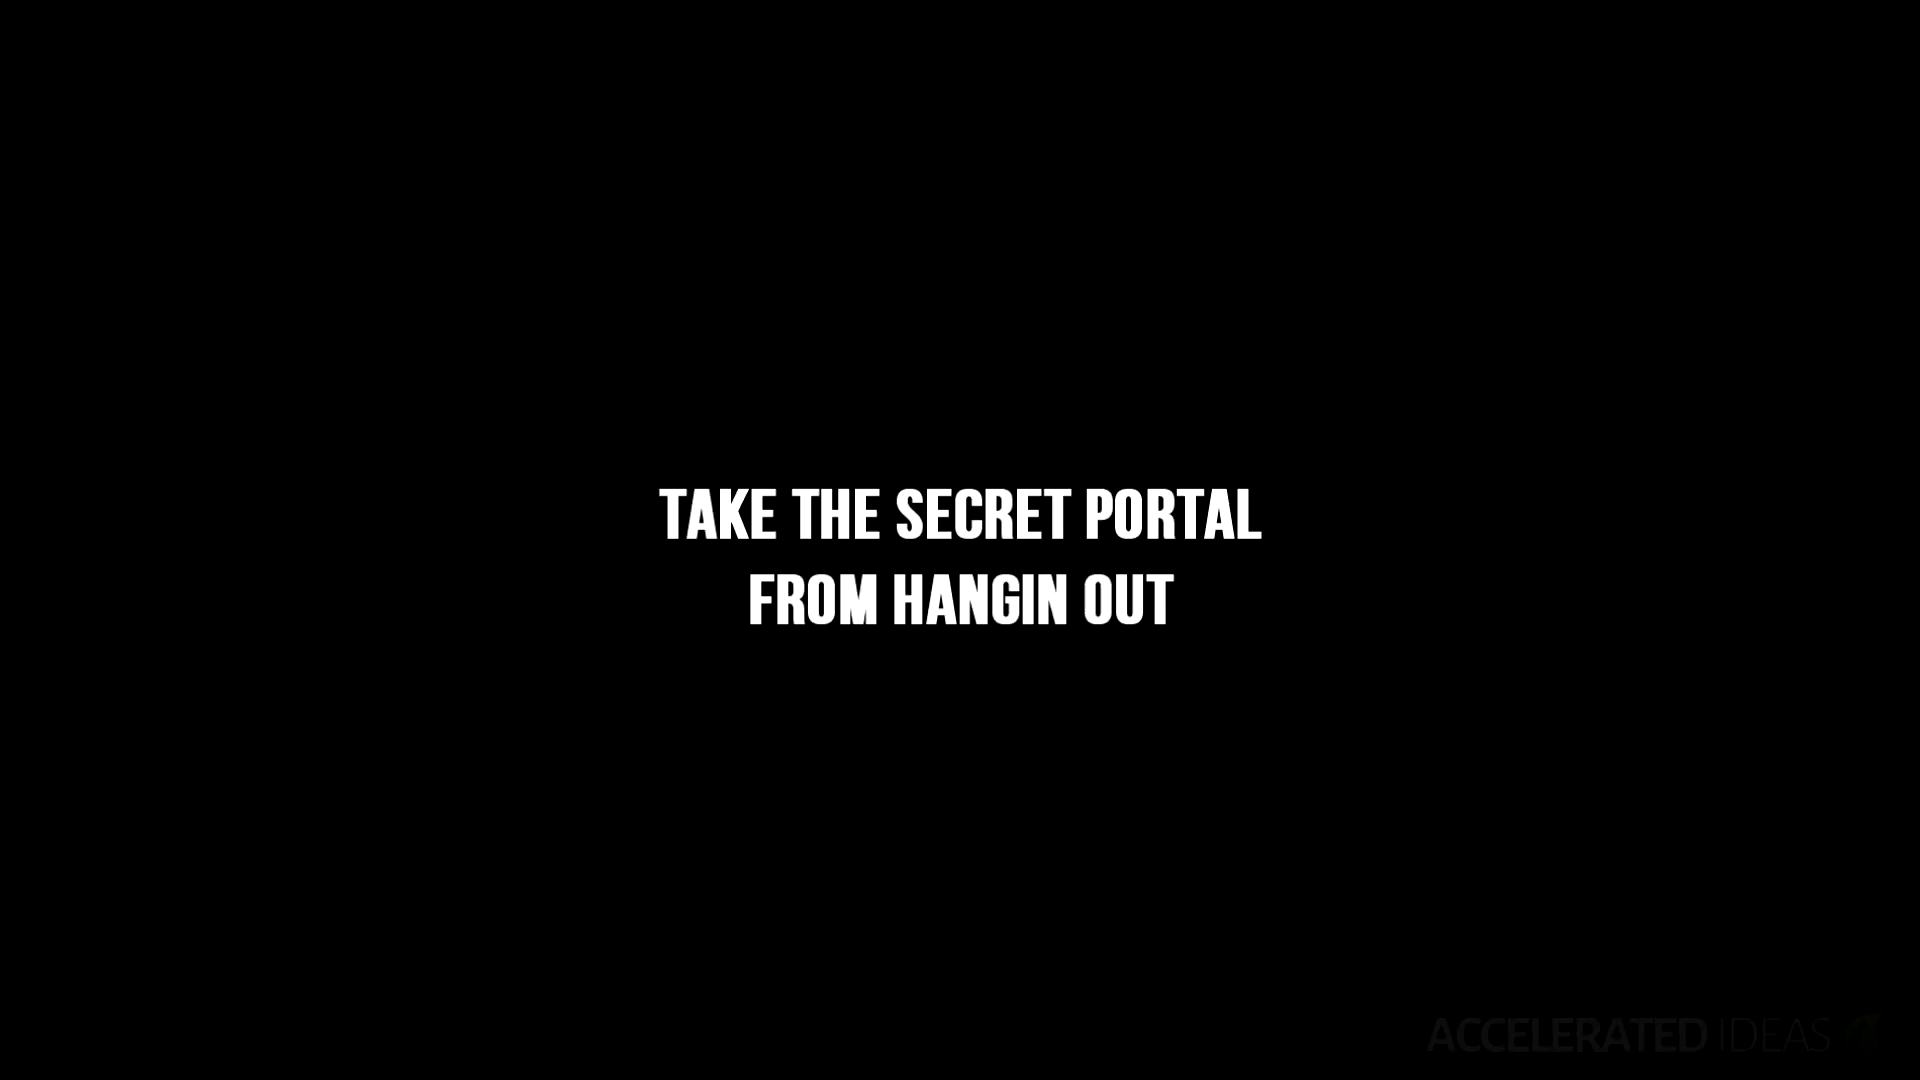 TAKE THE SECRET PORTAL
FROM HANGIN OUT
ACCELERATED IDEAS